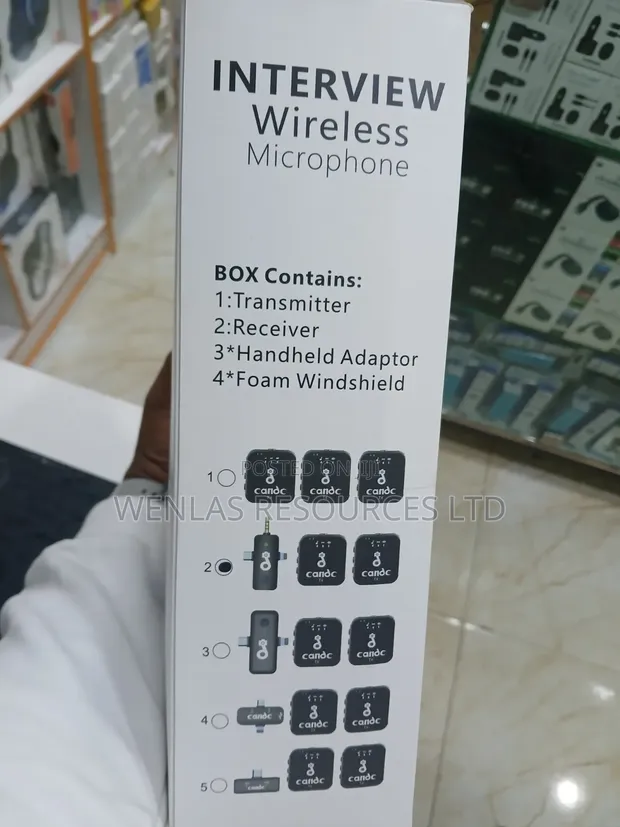 INTERVIEW
Wireless
Microphone
BOX Contains:
1:Transmitter
2:Receiver
3*Handheld Adaptor
4*Foam Windshield
POSTED ON JIJI
1 candc candc candc
WENLAS RESOURCES LTD
2 candc candc
3 candc candc
4 candc candc candc
5 candc candc candc